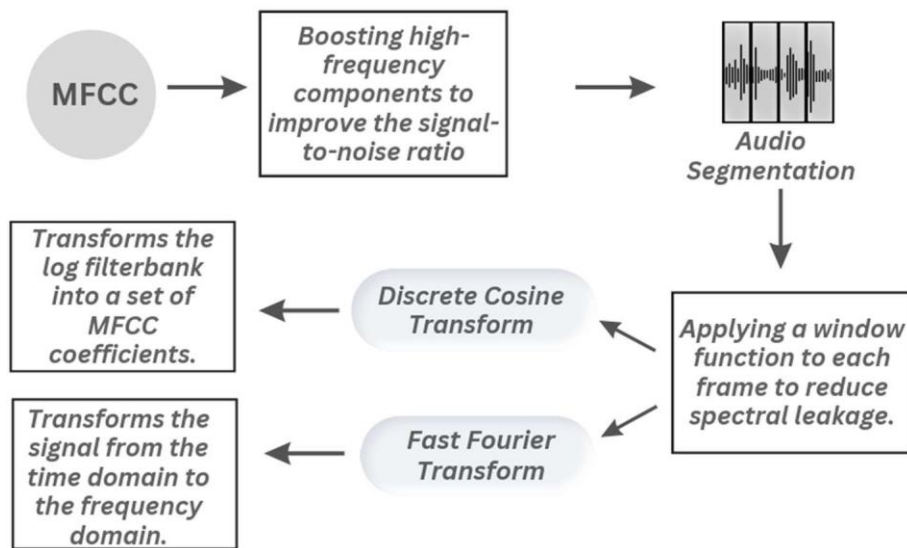 MFCC
Boosting high-
frequency
components to
improve the signal-
to-noise ratio
Audio
Segmentation
Transforms the
log filterbank
into a set of
MFCC
coefficients.
Discrete Cosine
Transform
Applying a window
function to each
frame to reduce
spectral leakage.
Transforms the
signal from the
time domain to
the frequency
domain.
Fast Fourier
Transform